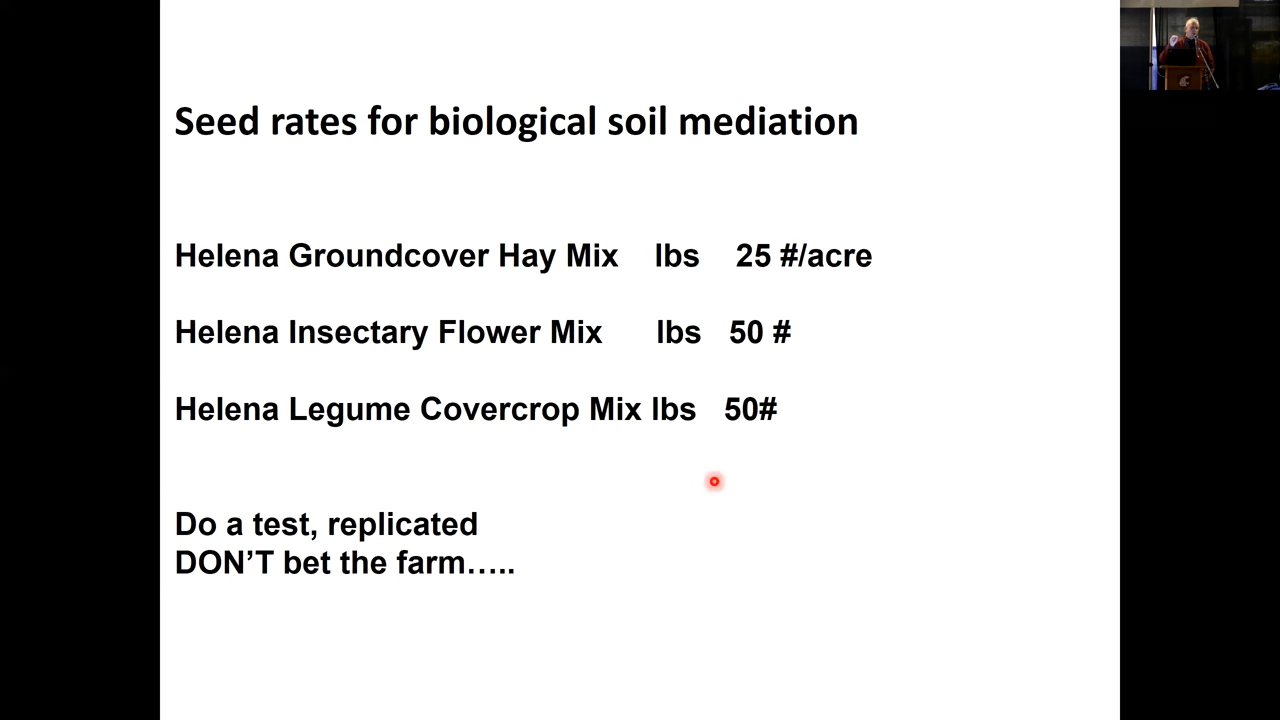 Seed rates for biological soil mediation
Helena Groundcover Hay Mix lbs 25 #/acre
Helena Insectary Flower Mix lbs 50 #
Helena Legume Covercrop Mix lbs 50#
Do a test, replicated
DON'T bet the farm…..